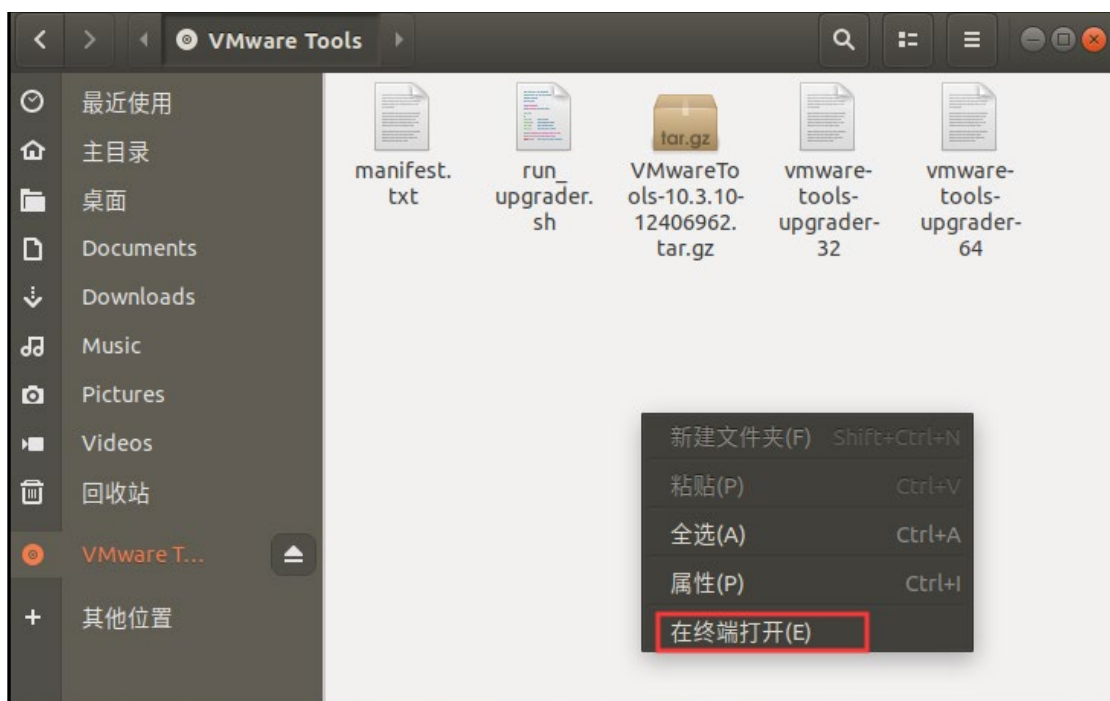 VMware Tools
最近使用
主目录
桌面
Documents
Downloads
Music
Pictures
Videos
回收站
VMware T...
其他位置
manifest.
txt
run_
upgrader.
sh
tar.gz
VMwareTo
ols-10.3.10-
12406962.
tar.gz
vmware-
tools-
upgrader-
32
vmware-
tools-
upgrader-
64
新建文件夹(F) Shift+Ctrl+N
粘贴(P) Ctrl+V
全选(A) Ctrl+A
属性(P) Ctrl+I
在终端打开(E)